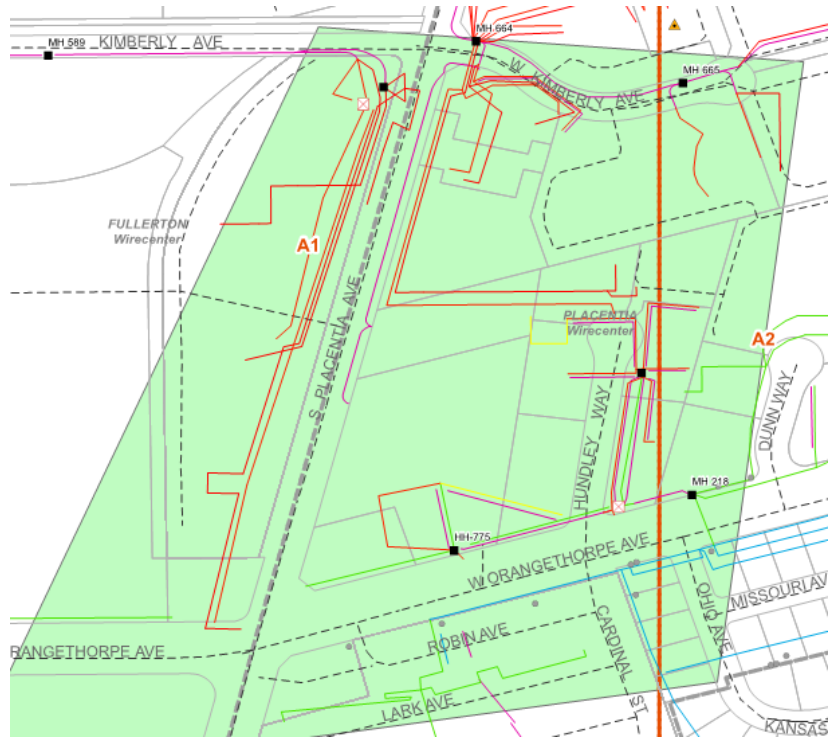 MH 589
KIMBERLY AVE
MH 664
W. KIMBERLY AVE
MH 665
FULLERTON
Wirecenter
A1
S. PLACENTIA AVE
PLACENTIA
Wirecenter
A2
DUNN WAY
HUNDLEY WAY
MH 218
HH-775
W ORANGETHORPE AVE
RANGETHORPE AVE
ROBIN AVE
CARDINAL ST
OHIO AVE
MISSOURI AV
LARK AVE
KANSAS